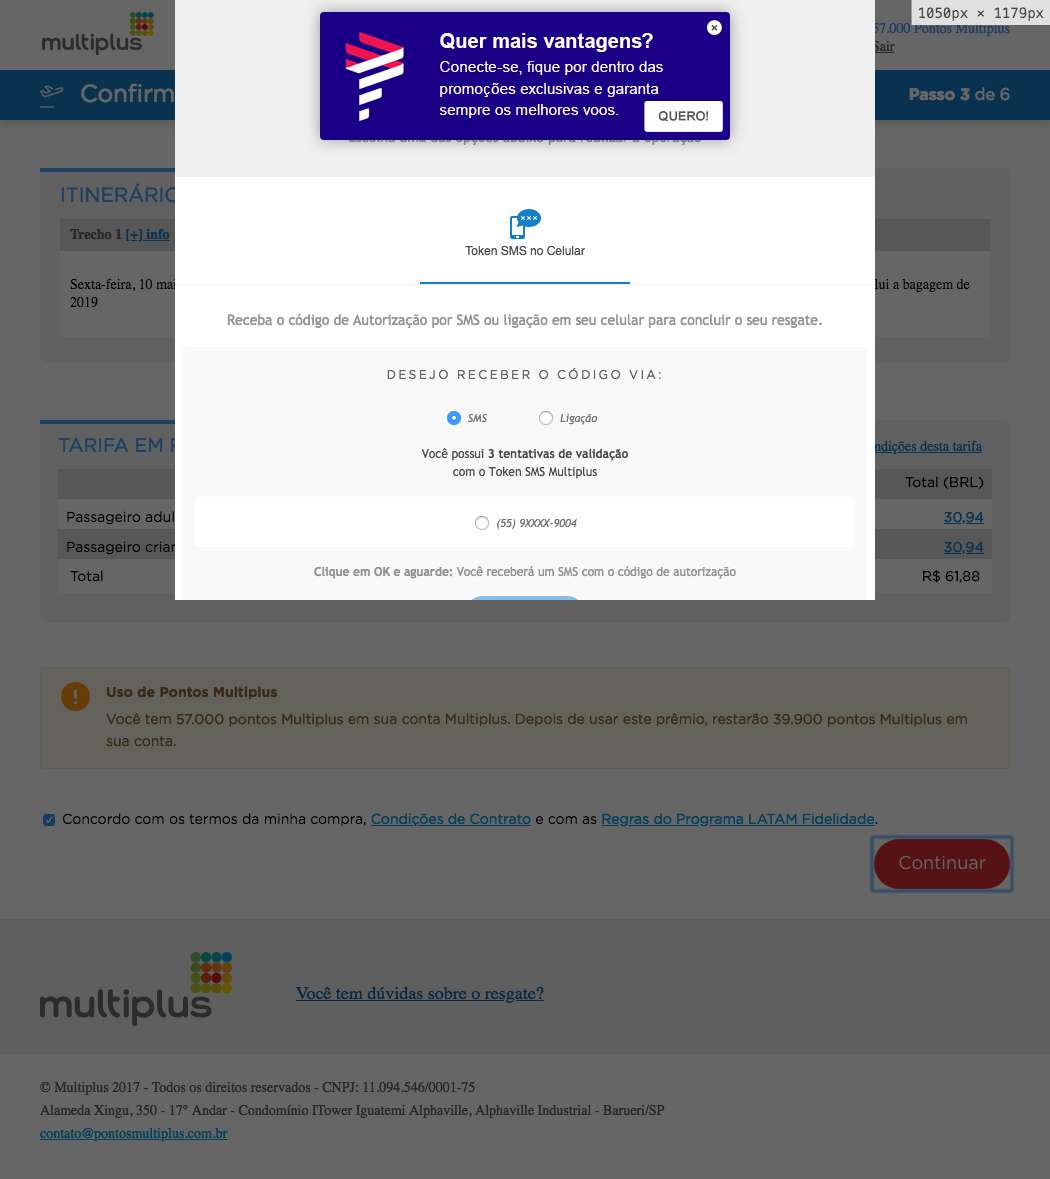 1050px × 1179px
multiplus
57.000 Pontos Multiplus
Sair
Quer mais vantagens?
Conecte-se, fique por dentro das
promoções exclusivas e garanta
sempre os melhores voos.
QUERO!
Confirm
Passo 3 de 6
Escolha uma das opções abaixo para realizar a operação
ITINERÁRIO
Trecho 1 [+] info
Sexta-feira, 10 mai
2019
lui a bagagem de
Token SMS no Celular
Receba o código de Autorização por SMS ou ligação em seu celular para concluir o seu resgate.
DESEJO RECEBER O CÓDIGO VIA:
SMS
Ligação
Você possui 3 tentativas de validação
com o Token SMS Multiplus
(55) 9XXXX-9004
Clique em OK e aguarde: Você receberá um SMS com o código de autorização
TARIFA EM
ndições desta tarifa
Total (BRL)
Passageiro adul
30,94
Passageiro crian
30,94
Total
R$ 61,88
Uso de Pontos Multiplus
Você tem 57.000 pontos Multiplus em sua conta Multiplus. Depois de usar este prêmio, restarão 39.900 pontos Multiplus em
sua conta.
Concordo com os termos da minha compra, Condições de Contrato e com as Regras do Programa LATAM Fidelidade.
Continuar
multiplus
Você tem dúvidas sobre o resgate?
© Multiplus 2017 - Todos os direitos reservados - CNPJ: 11.094.546/0001-75
Alameda Xingu, 350 - 17° Andar - Condomínio ITower Iguatemi Alphaville, Alphaville Industrial - Barueri/SP
contato@pontosmultiplus.com.br